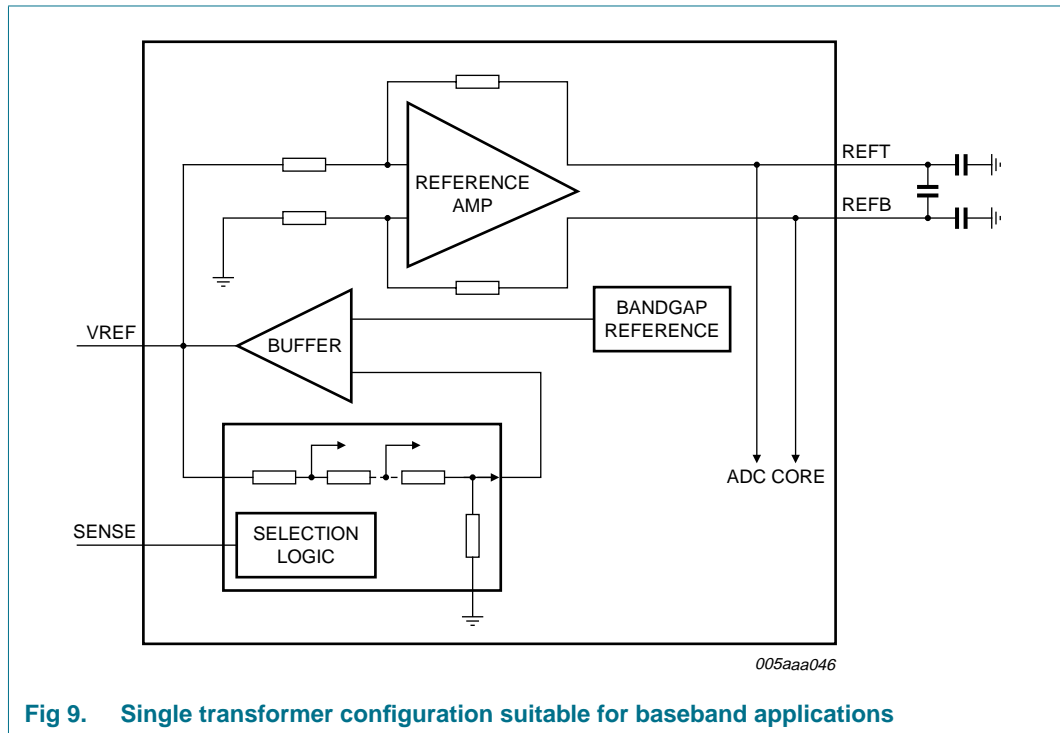 REFERENCE
AMP
REFT
REFB
BANDGAP
REFERENCE
VREF
BUFFER
ADC CORE
SENSE
SELECTION
LOGIC
005aaa046
Fig 9. Single transformer configuration suitable for baseband applications